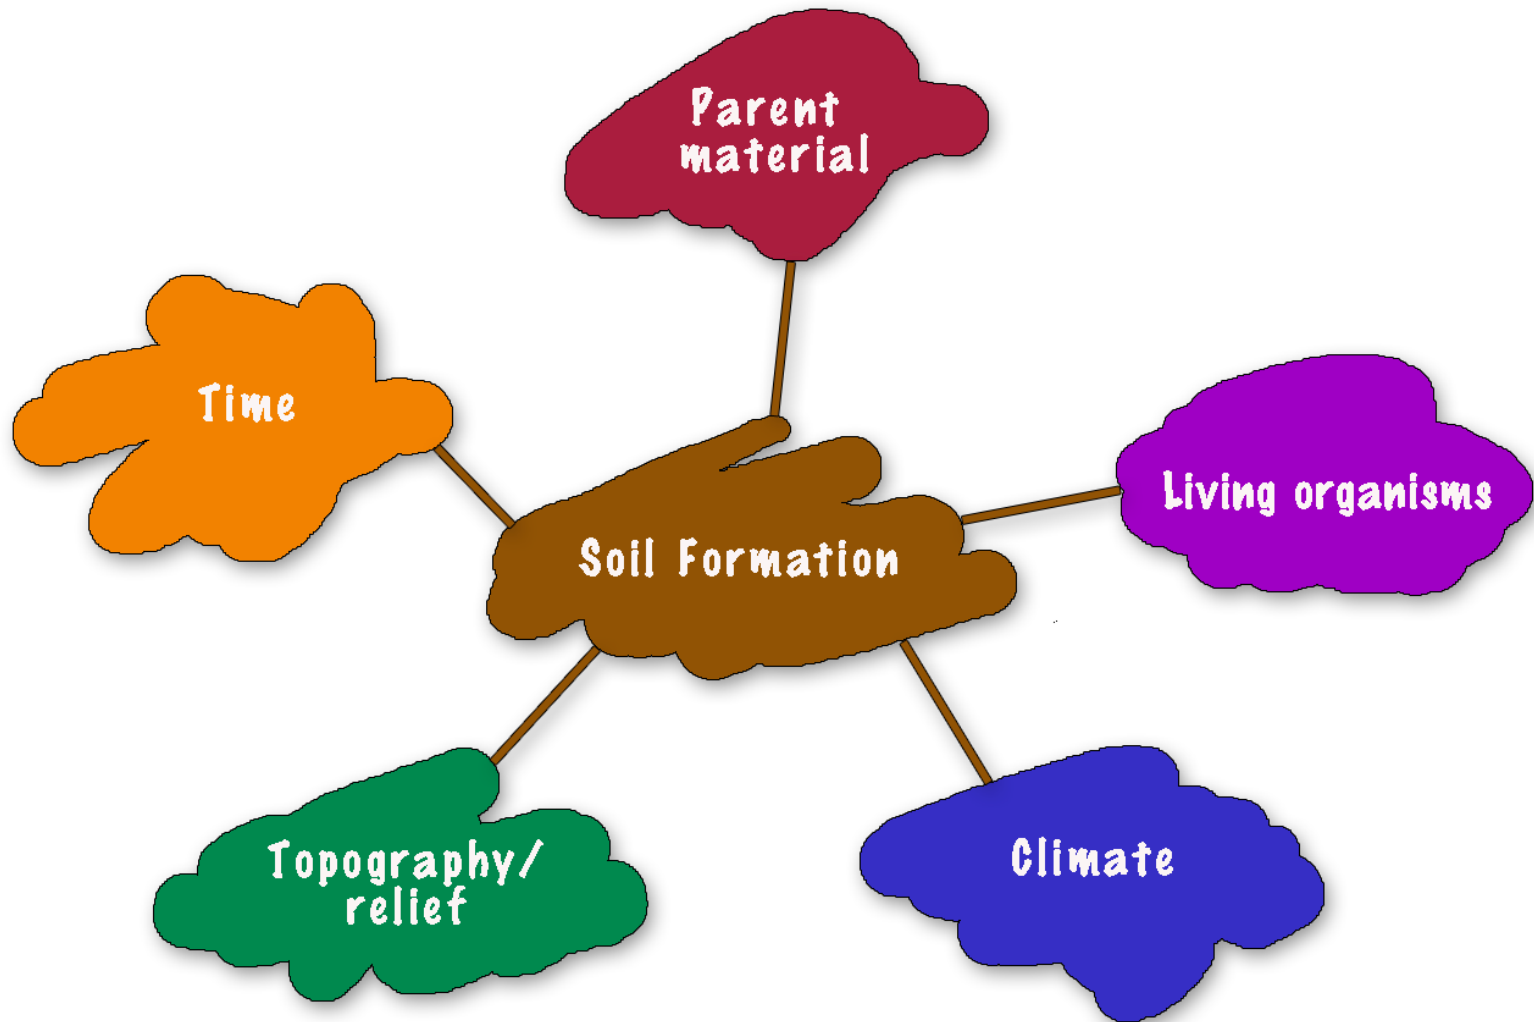 Parent
material
Time
Living organisms
Soil Formation
Topography/
relief
Climate